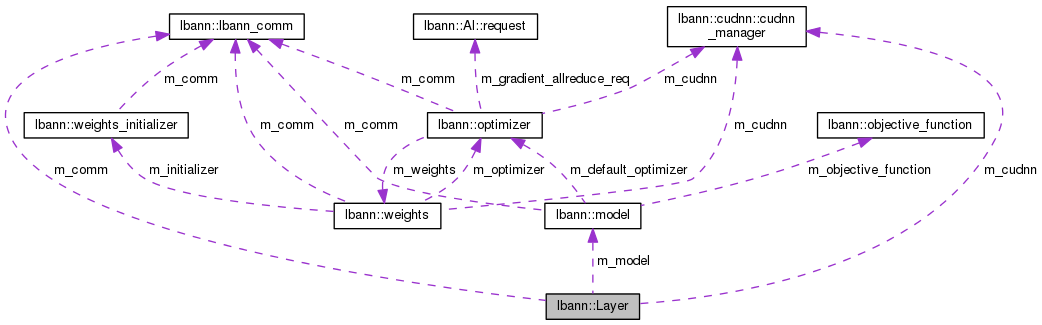 lbann::lbann_comm
lbann::Al::request
lbann::cudnn::cudnn
_manager
m_comm
m_comm
m_gradient_allreduce_req
m_cudnn
lbann::weights_initializer
m_comm
m_comm
lbann::optimizer
m_cudnn
lbann::objective_function
m_comm
m_initializer
m_weights
m_optimizer
m_default_optimizer
m_objective_function
m_cudnn
lbann::weights
lbann::model
m_model
lbann::Layer